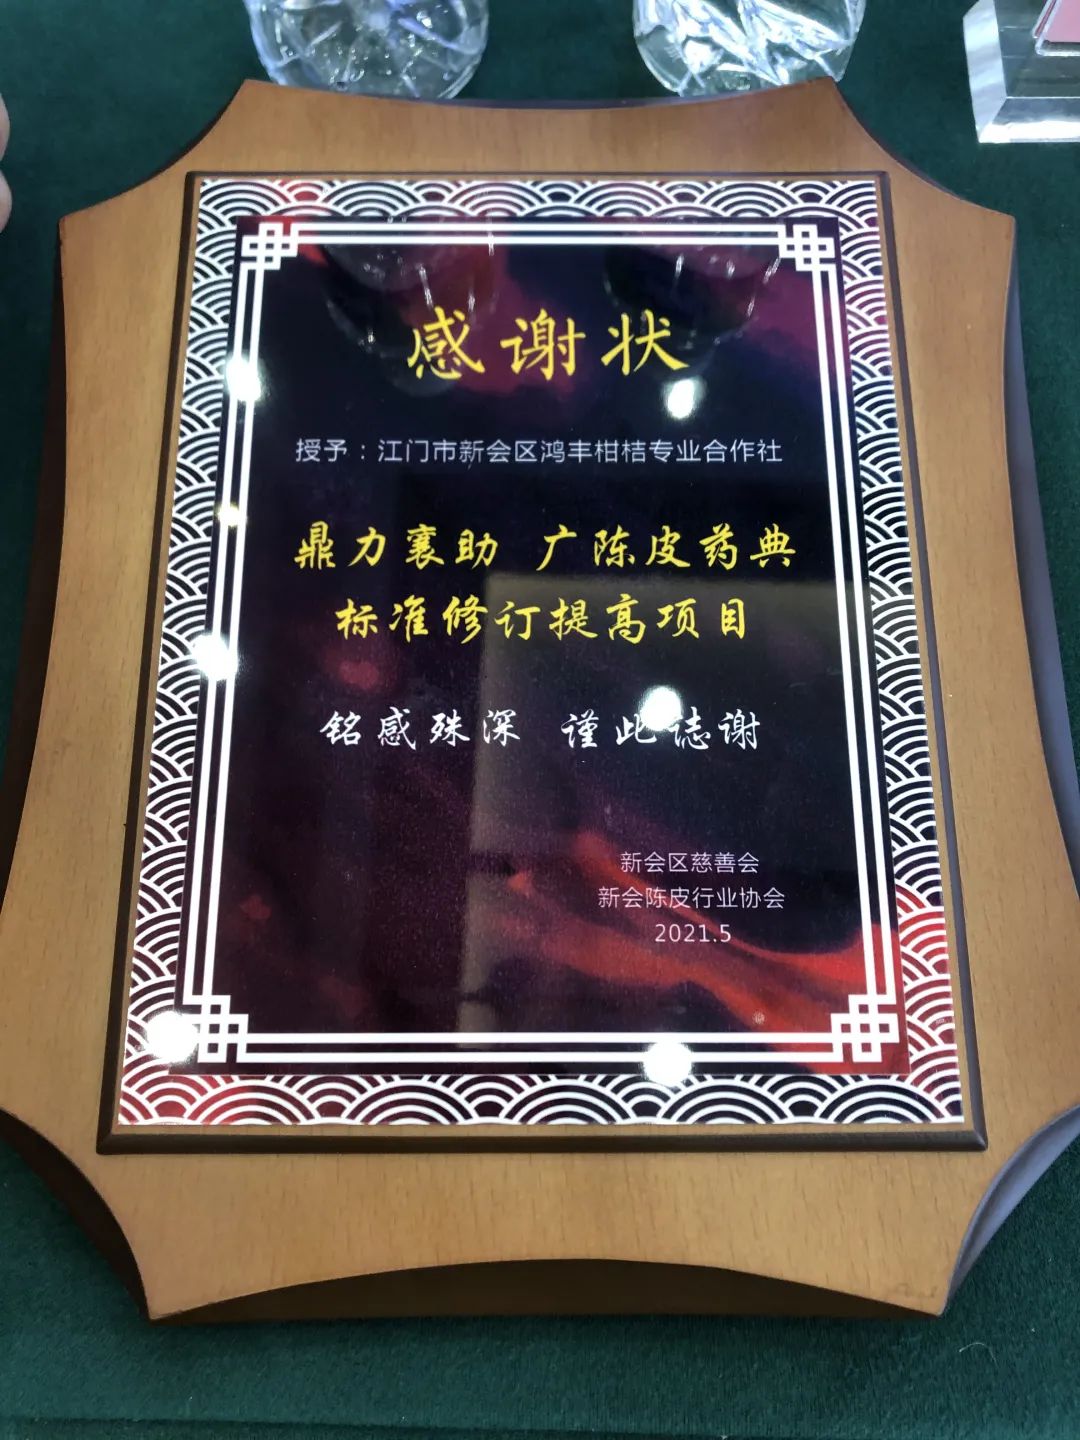 感谢状
授予：江门市新会区鸿丰柑桔专业合作社
鼎力襄助 广陈皮药典
标准修订提高项目
铭感殊深 谨此志谢
新会区慈善会
新会陈皮行业协会
2021.5